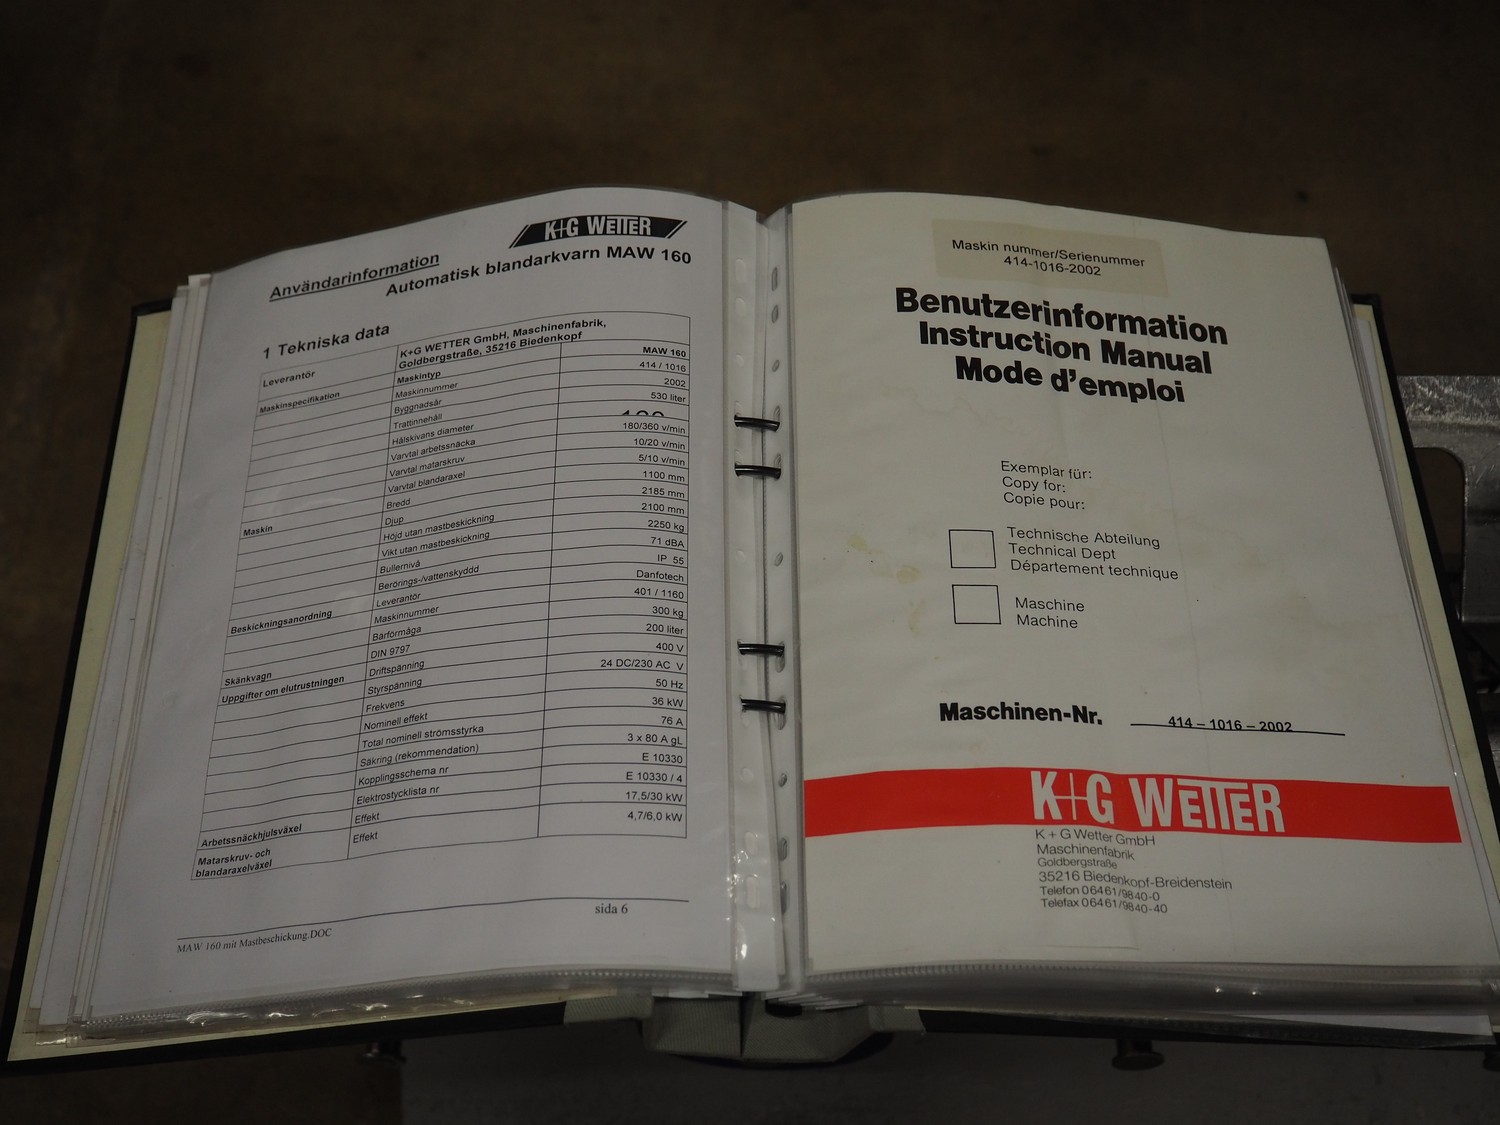 K+G WETTER
Användarinformation
Automatisk blandarkvarn MAW 160
1 Tekniska data
Leverantör K+G WETTER GmbH, Maschinenfabrik,
Goldbergstraße, 35216 Biedenkopf
Maskinspecifikation Maskintyp MAW 160
Maskinnummer 414 / 1016
Byggnadsår 2002
Trattinnehåll 530 liter
Hålskivans diameter
Varvtal arbetssnäcka 180/360 v/min
Varvtal matarskruv 10/20 v/min
Varvtal blandaraxel 5/10 v/min
Maskin Bredd 1100 mm
Djup 2185 mm
Höjd utan mastbeskickning 2100 mm
Vikt utan mastbeskickning 2250 kg
Bullernivå 71 dBA
Berörings-/vattenskyddd IP 55
Beskickningsanordning Leverantör Danfotech
Maskinnummer 401 / 1160
Bärförmåga 300 kg
Skänkvagn DIN 9797 200 liter
Uppgifter om elutrustningen Driftspänning 400 V
Styrspänning 24 DC/230 AC V
Frekvens 50 Hz
Nominell effekt 36 kW
Total nominell strömsstyrka 76 A
Säkring (rekommendation) 3 x 80 A gL
Kopplingsschema nr E 10330
Elektrostycklista nr E 10330 / 4
Arbetssnäckhjulsväxel Effekt 17,5/30 kW
Matarskruv- och
blandaraxelväxel Effekt 4,7/6,0 kW
sida 6
MAW 160 mit Mastbeschickung.DOC
Maskin nummer/Serienummer
414-1016-2002
Benutzerinformation
Instruction Manual
Mode d'emploi
Exemplar für:
Copy for:
Copie pour:
Technische Abteilung
Technical Dept
Département technique
Maschine
Machine
Maschinen-Nr. 414 – 1016 – 2002
K+G WETTER
K + G Wetter GmbH
Maschinenfabrik
Goldbergstraße
35216 Biedenkopf-Breidenstein
Telefon 06461/9840-0
Telefax 06461/9840-40